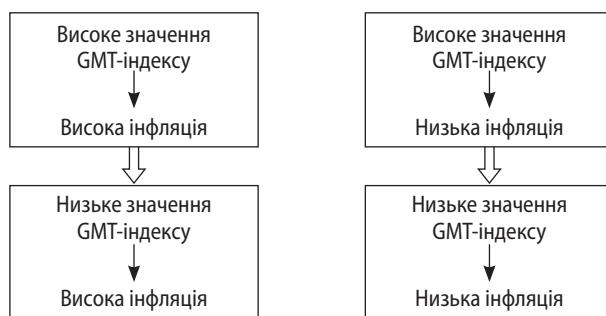 Високе значення
GMT-індексу
Висока інфляція
Низьке значення
GMT-індексу
Висока інфляція
Високе значення
GMT-індексу
Низька інфляція
Низьке значення
GMT-індексу
Низька інфляція